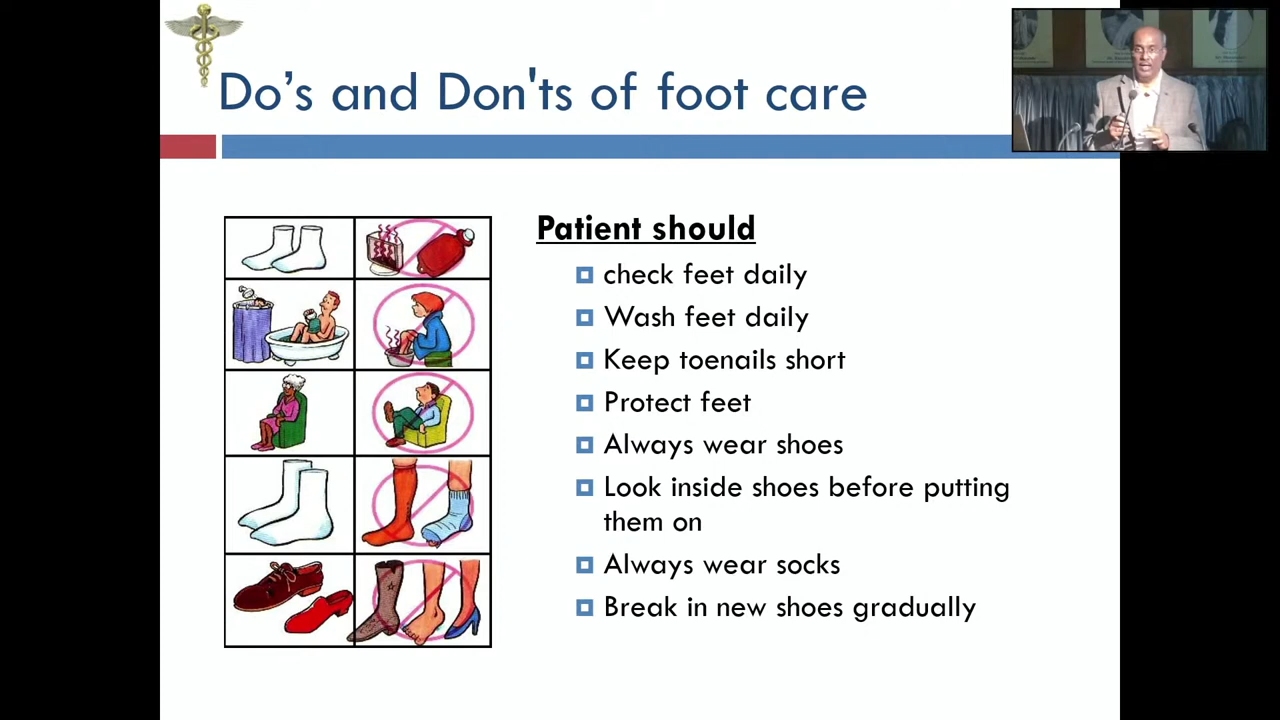 Do’s and Don'ts of foot care
Patient should
check feet daily
Wash feet daily
Keep toenails short
Protect feet
Always wear shoes
Look inside shoes before putting
them on
Always wear socks
Break in new shoes gradually